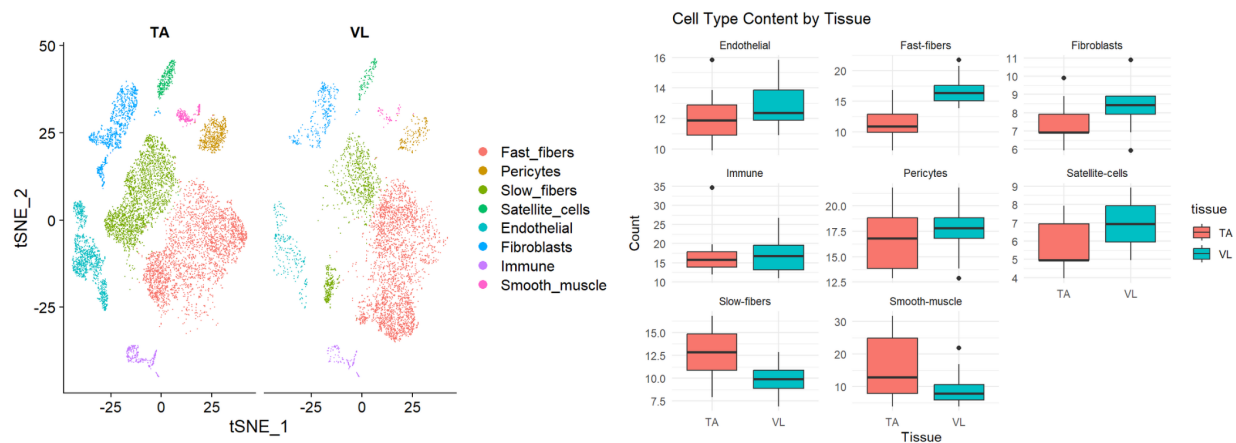 TA
VL
50
25
0
-25
tSNE_2
-25
0
25
-25
0
25
tSNE_1
Fast_fibers
Pericytes
Slow_fibers
Satellite_cells
Endothelial
Fibroblasts
Immune
Smooth_muscle
Cell Type Content by Tissue
Endothelial
Fast-fibers
Fibroblasts
16
14
12
10
20
15
10
11
10
9
8
7
6
Immune
Pericytes
Satellite-cells
35
30
25
20
15
10
20.0
17.5
15.0
12.5
9
8
7
6
5
4
TA
VL
Slow-fibers
Smooth-muscle
15.0
12.5
10.0
7.5
30
20
10
TA
VL
TA
VL
Count
Tissue
tissue
TA
VL